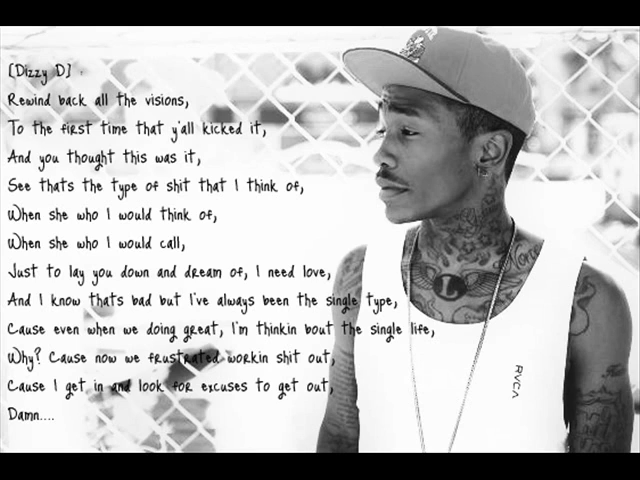 [Dizzy D]
Rewind back all the visions,
To the first time that y'all kicked it,
And you thought this was it,
See thats the type of shit that I think of,
When she who I would think of,
When she who I would call,
Just to lay you down and dream of, I need love,
And I know thats bad but I've always been the single type,
Cause even when we doing great, I'm thinkin bout the single life,
Why? Cause now we frustrated workin shit out,
Cause I get in and look for excuses to get out,
Damn....
RVCA